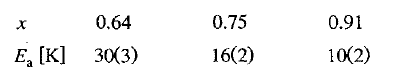 x 0.64 0.75 0.91
Ea [K] 30(3) 16(2) 10(2)